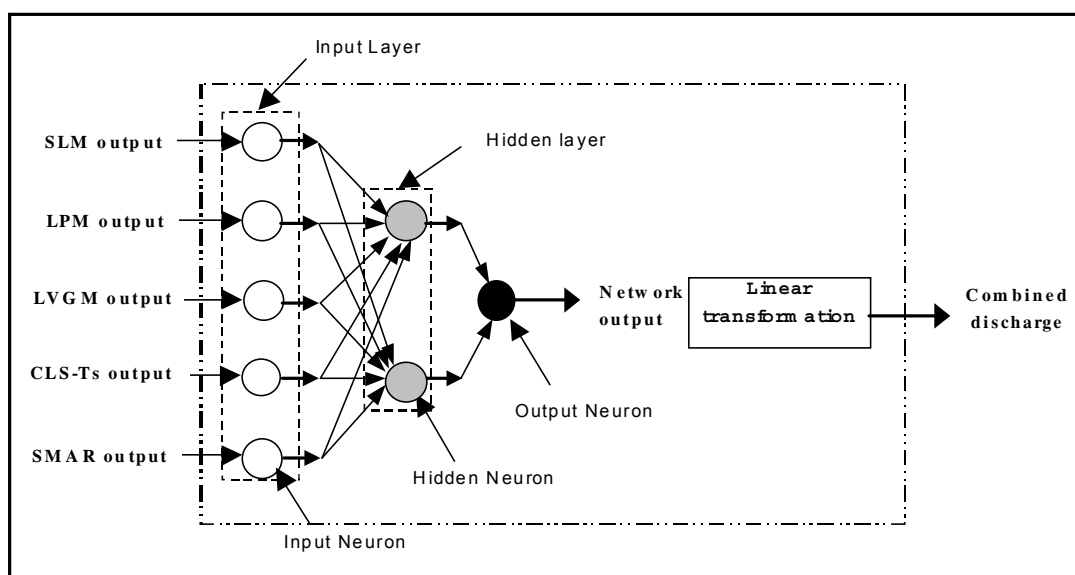 Input Layer
Hidden layer
SLM output
LPM output
LVGM output
CLS-Ts output
SMAR output
Network
output
Linear
transformation
Combined
discharge
Output Neuron
Hidden Neuron
Input Neuron